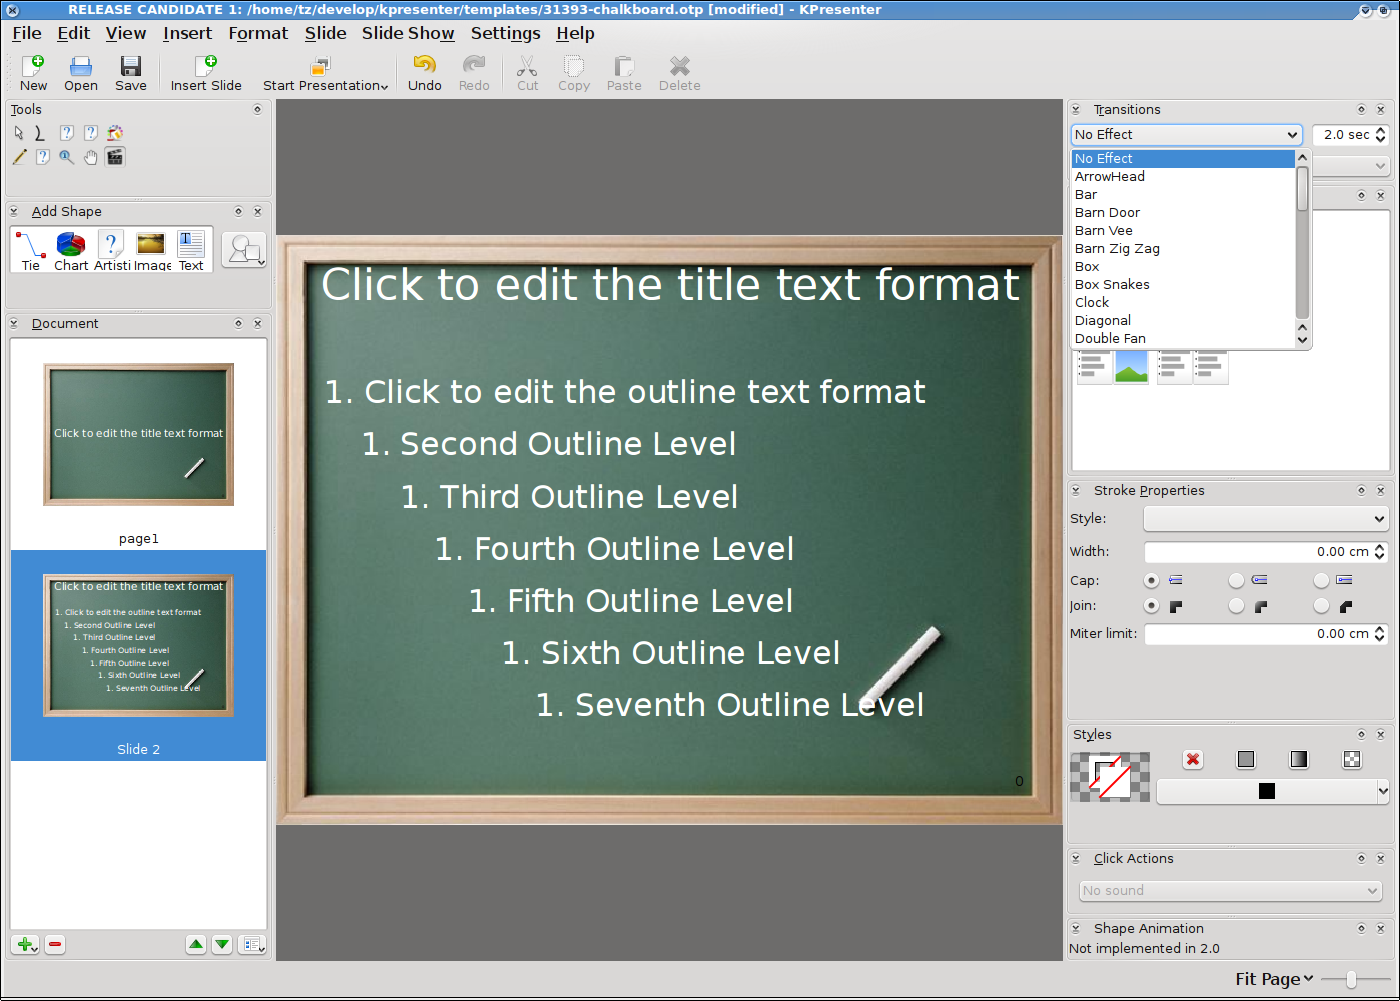 RELEASE CANDIDATE 1: /home/tz/develop/kpresenter/templates/31393-chalkboard.otp [modified] - KPresenter
File Edit View Insert Format Slide Slide Show Settings Help
New Open Save Insert Slide Start Presentation Undo Redo Cut Copy Paste Delete
Tools
Add Shape
Tie Chart Artisti Image Text
Document
Click to edit the title text format
page1
Click to edit the title text format
1. Click to edit the outline text format
1. Second Outline Level
1. Third Outline Level
1. Fourth Outline Level
1. Fifth Outline Level
1. Sixth Outline Level
1. Seventh Outline Level
Slide 2
Click to edit the title text format
1. Click to edit the outline text format
1. Second Outline Level
1. Third Outline Level
1. Fourth Outline Level
1. Fifth Outline Level
1. Sixth Outline Level
1. Seventh Outline Level
0
Transitions
No Effect 2.0 sec
No Effect
ArrowHead
Bar
Barn Door
Barn Vee
Barn Zig Zag
Box
Box Snakes
Clock
Diagonal
Double Fan
Stroke Properties
Style:
Width: 0.00 cm
Cap:
Join:
Miter limit: 0.00 cm
Styles
Click Actions
No sound
Shape Animation
Not implemented in 2.0
Fit Page